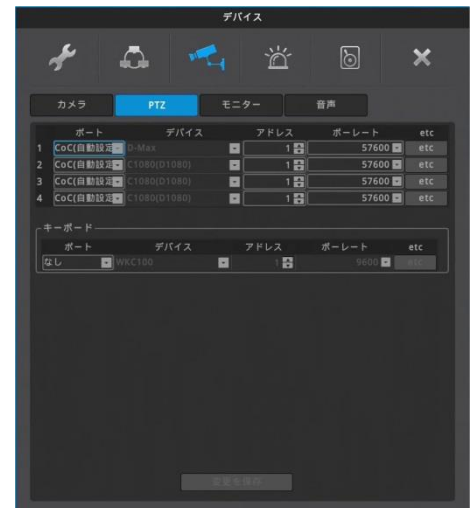 デバイス
カメラ PTZ モニター 音声
ポート デバイス アドレス ボーレート etc
1 CoC(自動設定 D-Max 1 57600 etc
2 CoC(自動設定 C1080(D1080) 1 57600 etc
3 CoC(自動設定 C1080(D1080) 1 57600 etc
4 CoC(自動設定 C1080(D1080) 1 57600 etc
キーボード
ポート デバイス アドレス ボーレート etc
なし WKC100 1 9600 etc
変更を保存